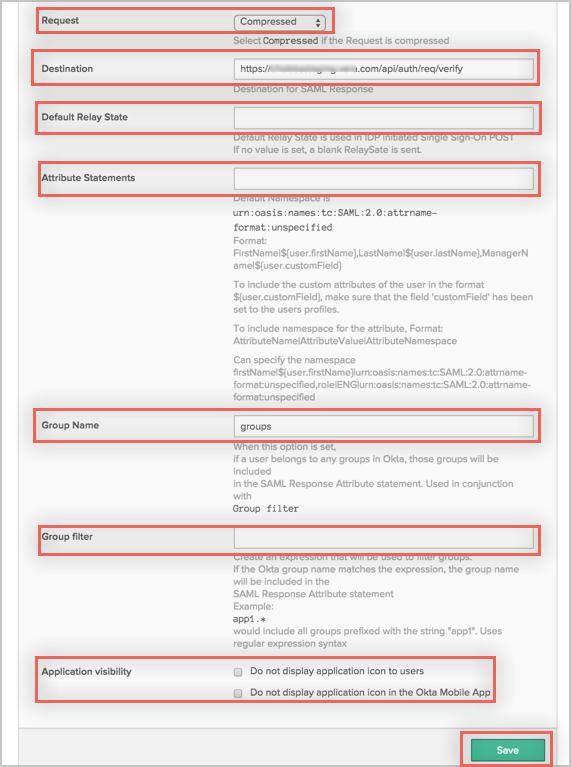 Request
Compressed
Select Compressed if the Request is compressed
Destination
https://.com/api/auth/req/verify
Destination for SAML Response
Default Relay State
Default Relay State is used in IDP initiated Single Sign-On POST
If no value is set, a blank RelaySate is sent.
Attribute Statements
Default Namespace is
urn:oasis:names:tc:SAML:2.0:attrname-
format:unspecified
Format:
FirstName|${user.firstName},LastName|${user.lastName},ManagerN
ame|${user.customField}
To include the custom attributes of the user in the format
${user.customField}, make sure that the field 'customField' has been
set to the users profiles.
To include namespace for the attribute, Format:
AttributeName|AttributeValue|AttributeNamespace
Can specify the namespace
firstName|${user.firstName}|urn:oasis:names:tc:SAML:2.0:attrname-
format:unspecified,role|ENG|urn:oasis:names:tc:SAML:2.0:attrname-
format:unspecified
Group Name
groups
When this option is set,
if a user belongs to any groups in Okta, those groups will be
included
in the SAML Response Attribute statement. Used in conjunction
with
Group filter
Group filter
Create an expression that will be used to filter groups.
If the Okta group name matches the expression, the group name
will be included in the
SAML Response Attribute statement
Example:
app1.*
would include all groups prefixed with the string "app1". Uses
regular expression syntax
Application visibility
Do not display application icon to users
Do not display application icon in the Okta Mobile App
Save